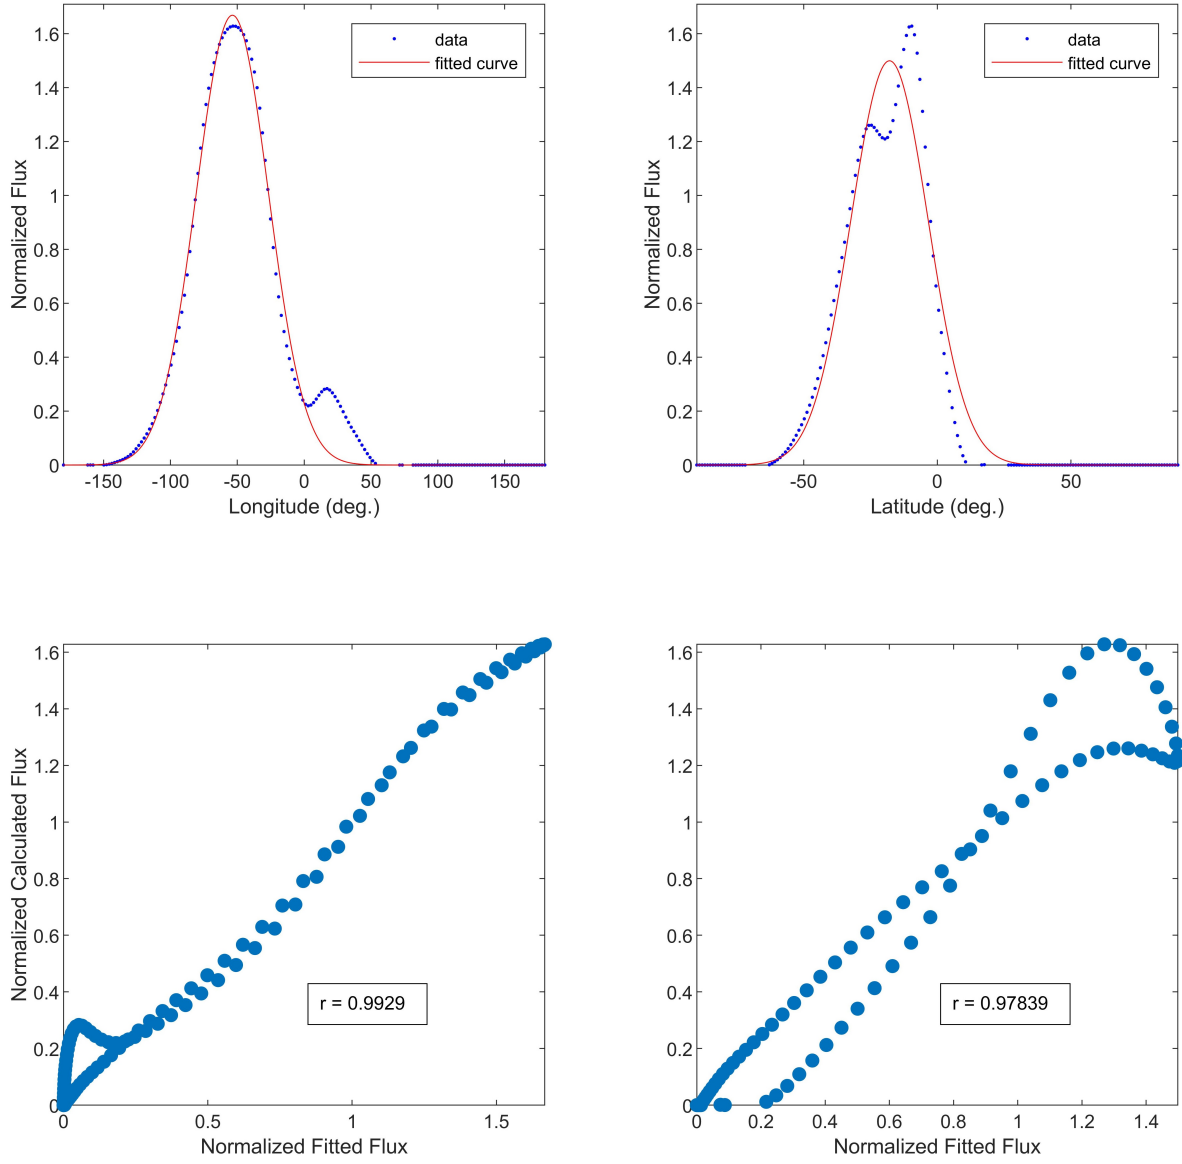 1.6
1.4
1.2
1
0.8
0.6
0.4
0.2
0
Normalized Flux
data
fitted curve
-150 -100 -50 0 50 100 150
Longitude (deg.)
1.6
1.4
1.2
1
0.8
0.6
0.4
0.2
0
Normalized Flux
data
fitted curve
-50 0 50
Latitude (deg.)
1.6
1.4
1.2
1
0.8
0.6
0.4
0.2
0
Normalized Calculated Flux
r = 0.9929
0 0.5 1 1.5
Normalized Fitted Flux
1.6
1.4
1.2
1
0.8
0.6
0.4
0.2
0
r = 0.97839
0 0.2 0.4 0.6 0.8 1 1.2 1.4
Normalized Fitted Flux